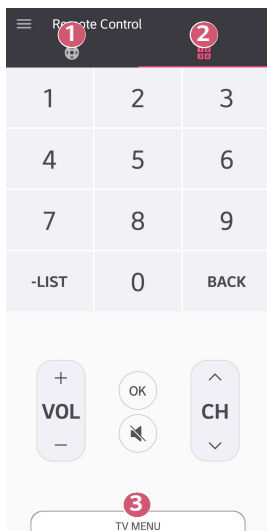 Remote Control
1 2
1 2 3
4 5 6
7 8 9
-LIST 0 BACK
+ ^
OK
VOL CH
–
3
TV MENU